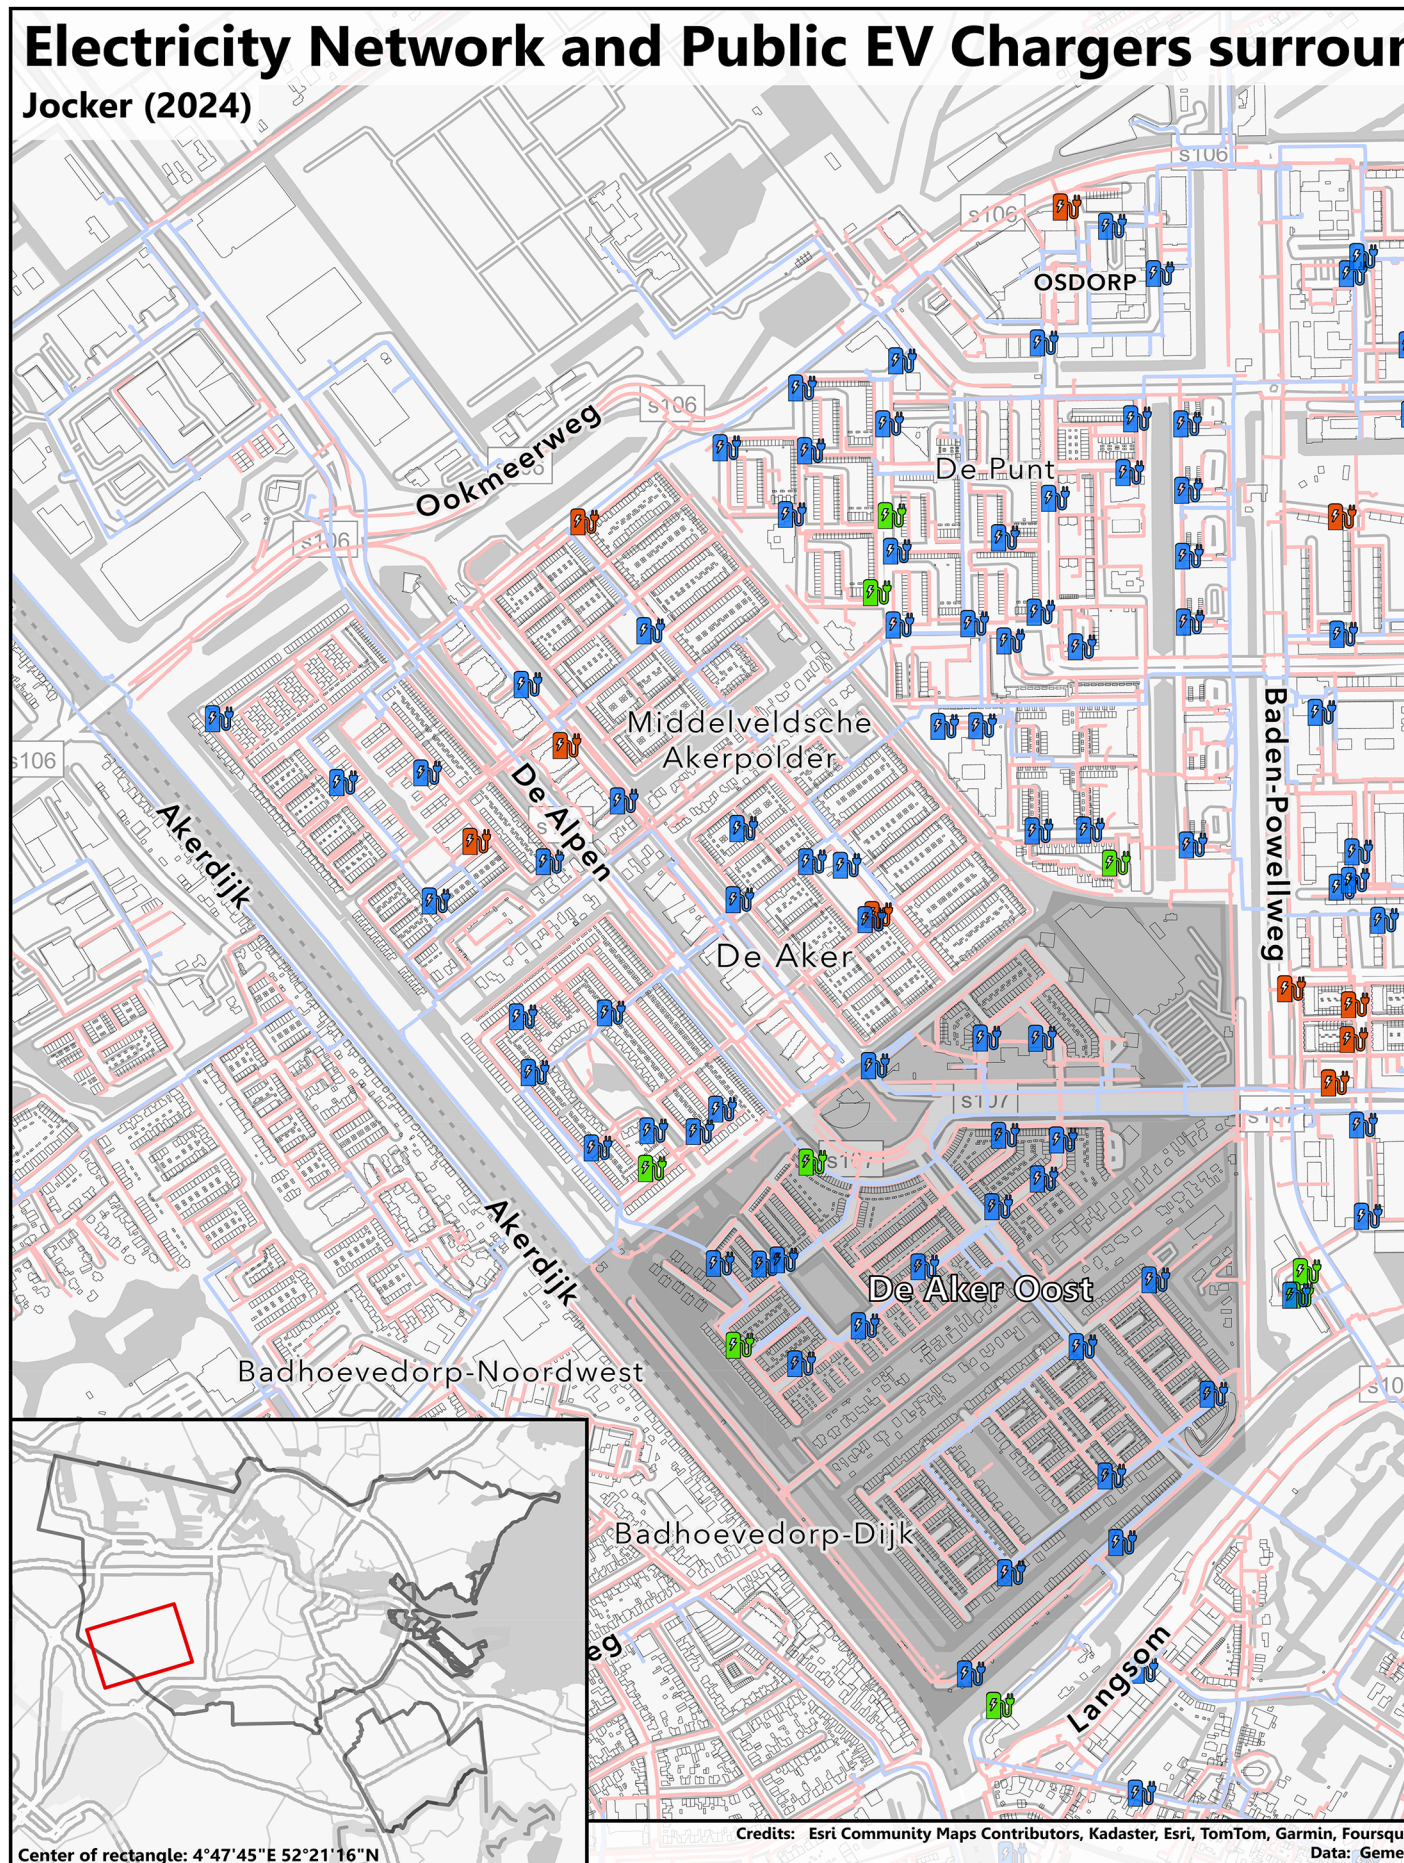 Electricity Network and Public EV Chargers surrour
Jocker (2024)
s106
s106
OSDORP
s106
Ookmeerweg
De Punt
s106
Middelveldsche
Akerpolder
Baden-Powellweg
s106
De Alpen
Akerdijk
De Aker
s107
Akerdijk
De Aker Oost
Badhoevedorp-Noordwest
s10
Badhoevedorp-Dijk
eg
Langsom
Credits: Esri Community Maps Contributors, Kadaster, Esri, TomTom, Garmin, Foursqu
Data: Geme
Center of rectangle: 4°47'45"E 52°21'16"N